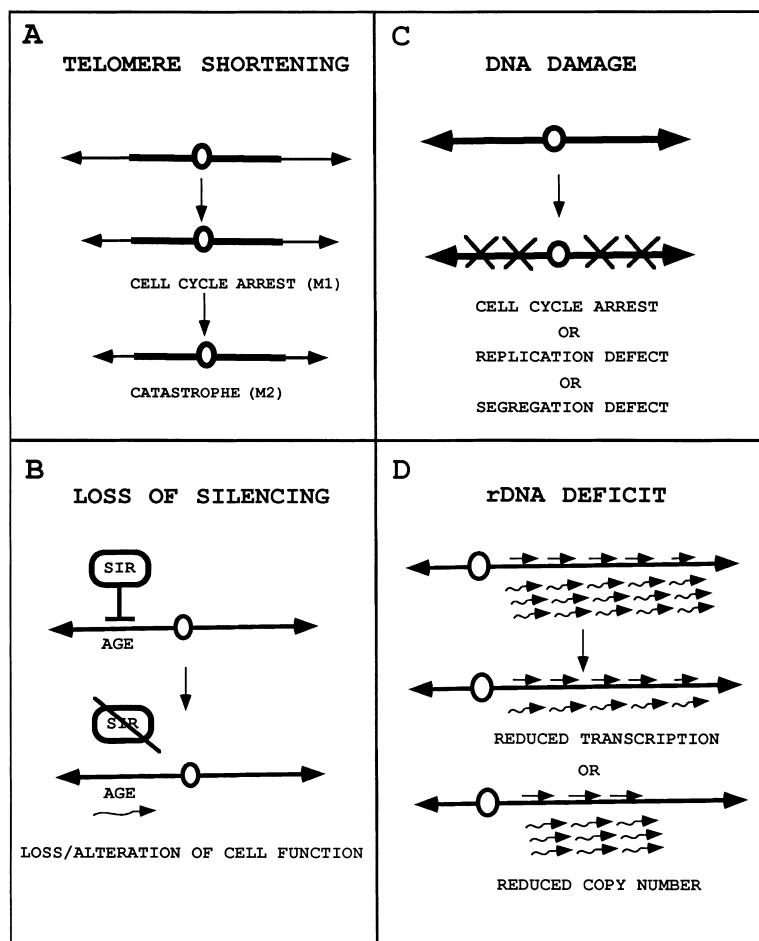 A
TELOMERE SHORTENING
CELL CYCLE ARREST (M1)
CATASTROPHE (M2)
B
LOSS OF SILENCING
SIR
AGE
SIR
AGE
LOSS/ALTERATION OF CELL FUNCTION
C
DNA DAMAGE
CELL CYCLE ARREST
OR
REPLICATION DEFECT
OR
SEGREGATION DEFECT
D
rDNA DEFICIT
REDUCED TRANSCRIPTION
OR
REDUCED COPY NUMBER